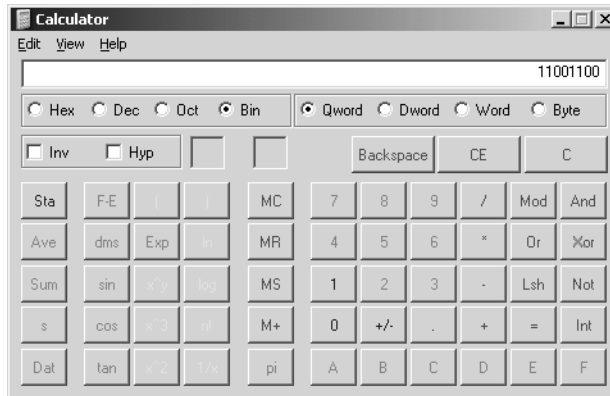 Calculator
Edit View Help
11001100
Hex Dec Oct Bin Qword Dword Word Byte
Inv Hyp Backspace CE C
Sta F-E ( ) MC 7 8 9 / Mod And
Ave dms Exp ln MR 4 5 6 * Or Xor
Sum sin x^y log MS 1 2 3 - Lsh Not
s cos x^3 n! M+ 0 +/- . + = Int
Dat tan x^2 1/x pi A B C D E F